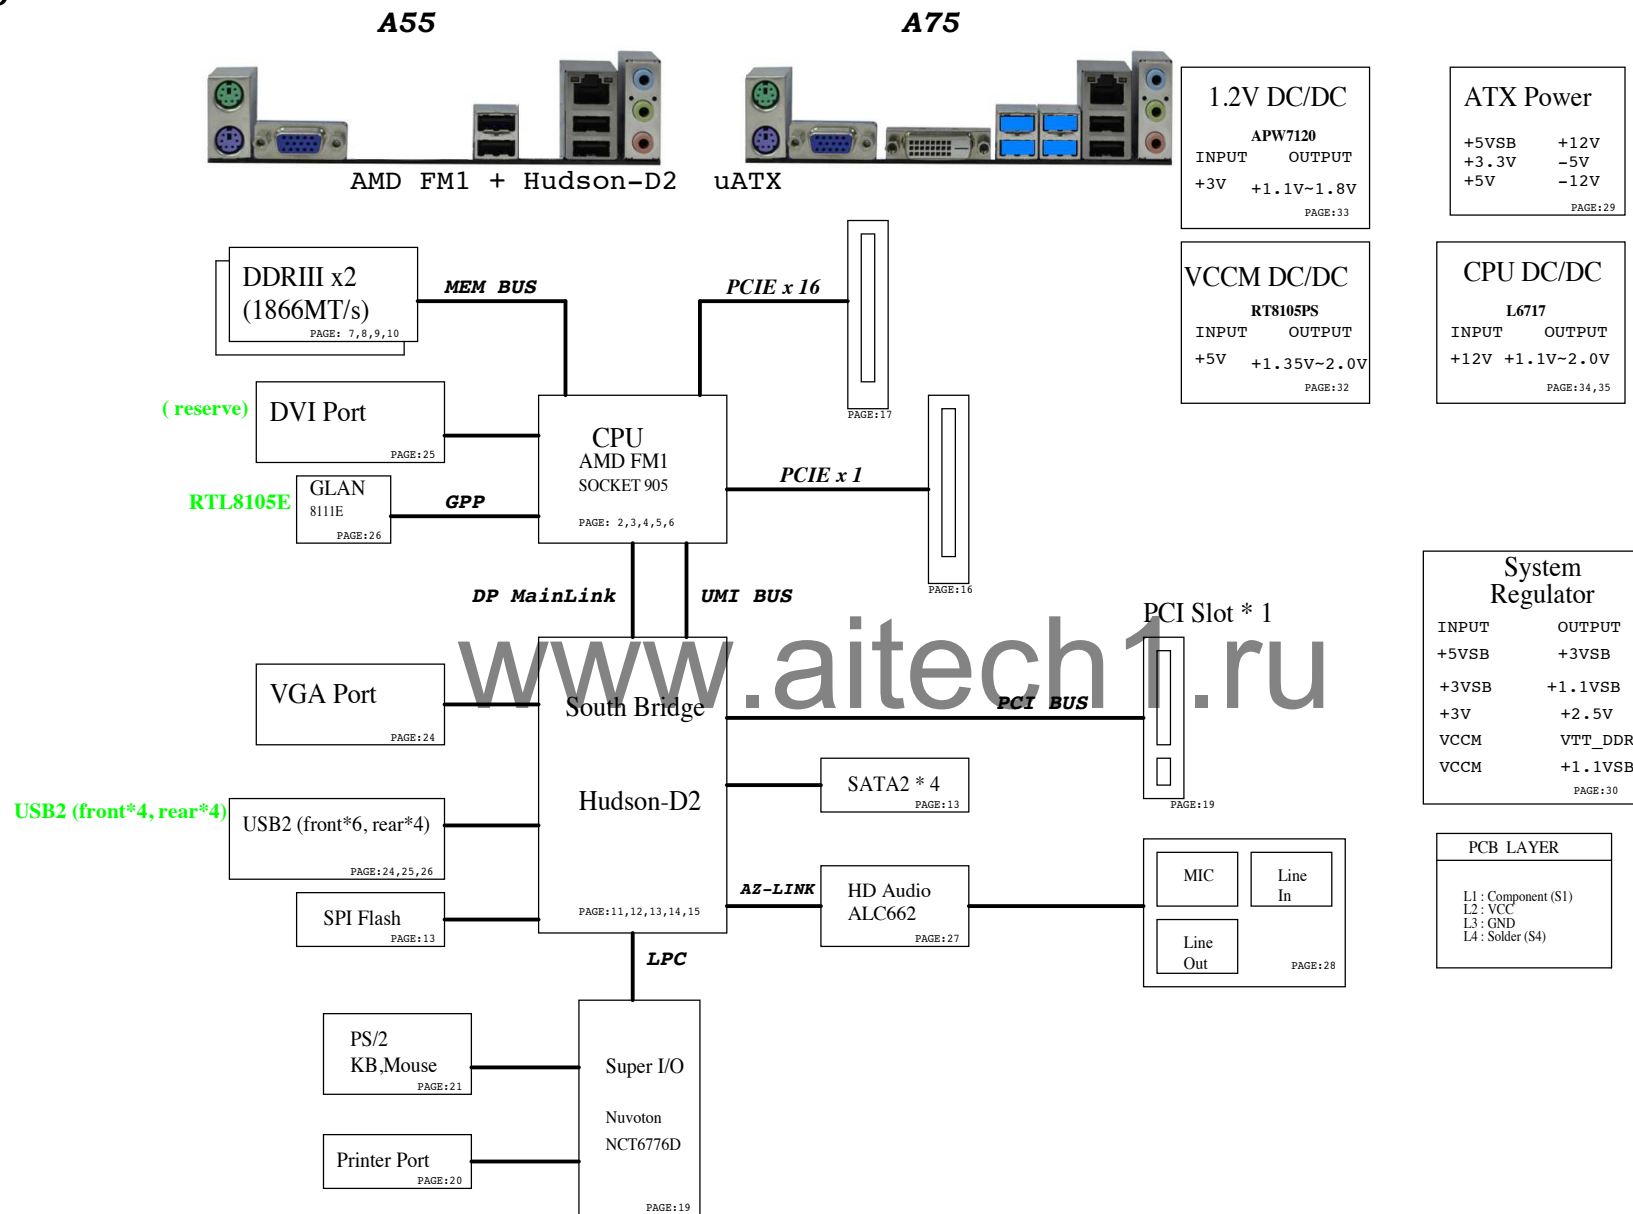 A55
A75
AMD FM1 + Hudson-D2 uATX
1.2V DC/DC
APW7120
INPUT OUTPUT
+3V +1.1V~1.8V
PAGE:33
ATX Power
+5VSB +12V
+3.3V -5V
+5V -12V
PAGE:29
VCCM DC/DC
RT8105PS
INPUT OUTPUT
+5V +1.35V~2.0V
PAGE:32
CPU DC/DC
L6717
INPUT OUTPUT
+12V +1.1V~2.0V
PAGE:34,35
DDRIII x2
(1866MT/s)
PAGE: 7,8,9,10
MEM BUS
PCIE x 16
PAGE:17
( reserve)
DVI Port
PAGE:25
CPU
AMD FM1
SOCKET 905
PAGE: 2,3,4,5,6
PCIE x 1
PAGE:16
RTL8105E
GLAN
8111E
PAGE:26
GPP
DP MainLink
UMI BUS
www.aitech1.ru
PCI Slot * 1
PCI BUS
PAGE:19
VGA Port
PAGE:24
South Bridge
Hudson-D2
PAGE:11,12,13,14,15
SATA2 * 4
PAGE:13
USB2 (front*4, rear*4)
USB2 (front*6, rear*4)
PAGE:24,25,26
SPI Flash
PAGE:13
AZ-LINK
HD Audio
ALC662
PAGE:27
MIC
Line
In
Line
Out
PAGE:28
LPC
PS/2
KB,Mouse
PAGE:21
Super I/O
Nuvoton
NCT6776D
PAGE:19
Printer Port
PAGE:20
System
Regulator
INPUT OUTPUT
+5VSB +3VSB
+3VSB +1.1VSB
+3V +2.5V
VCCM VTT_DDR
VCCM +1.1VSB
PAGE:30
PCB LAYER
L1 : Component (S1)
L2 : VCC
L3 : GND
L4 : Solder (S4)